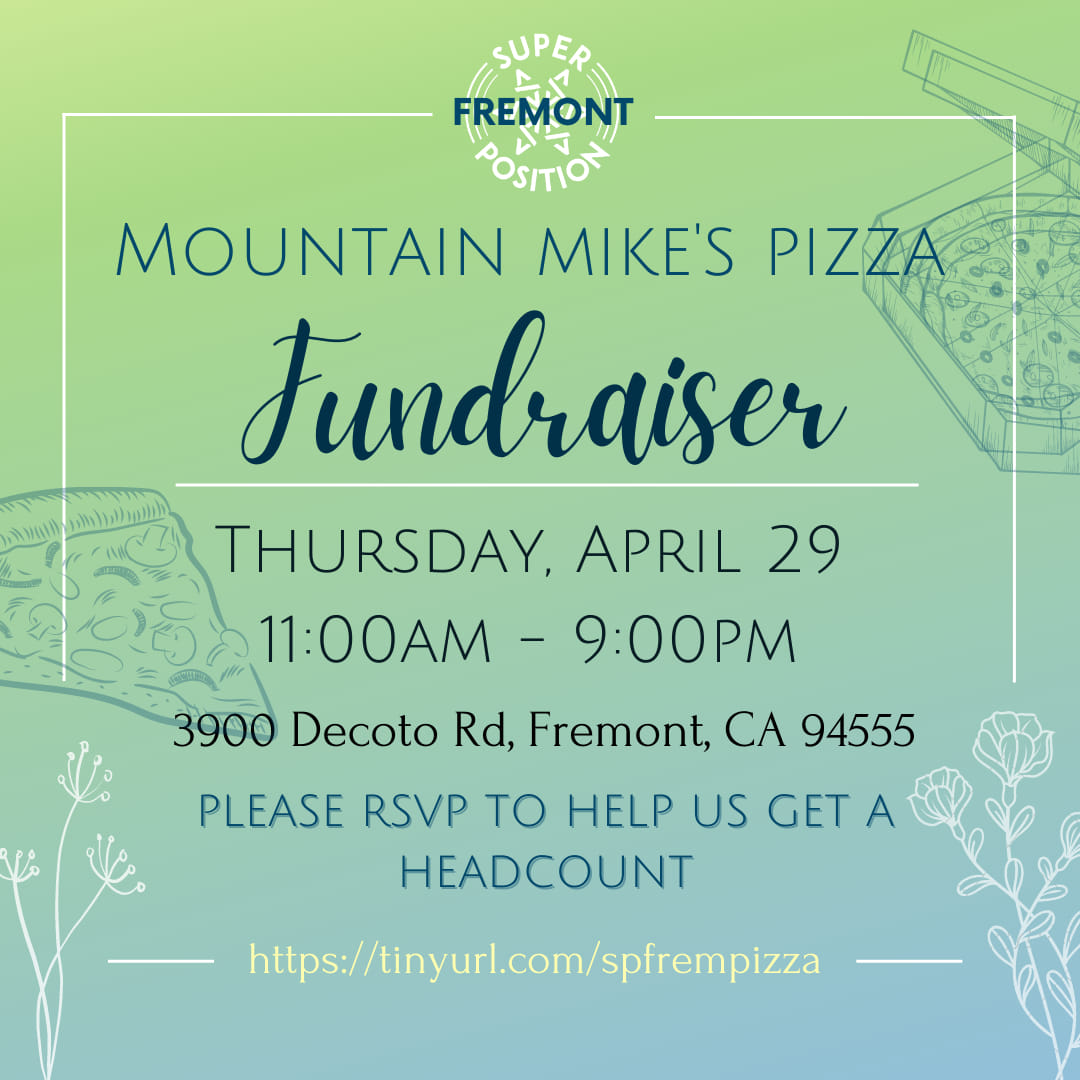 SUPER
FREMONT
POSITION
MOUNTAIN MIKE'S PIZZA
Fundraiser
THURSDAY, APRIL 29
11:00AM - 9:00PM
3900 Decoto Rd, Fremont, CA 94555
PLEASE RSVP TO HELP US GET A
HEADCOUNT
https://tinyurl.com/spfrempizza